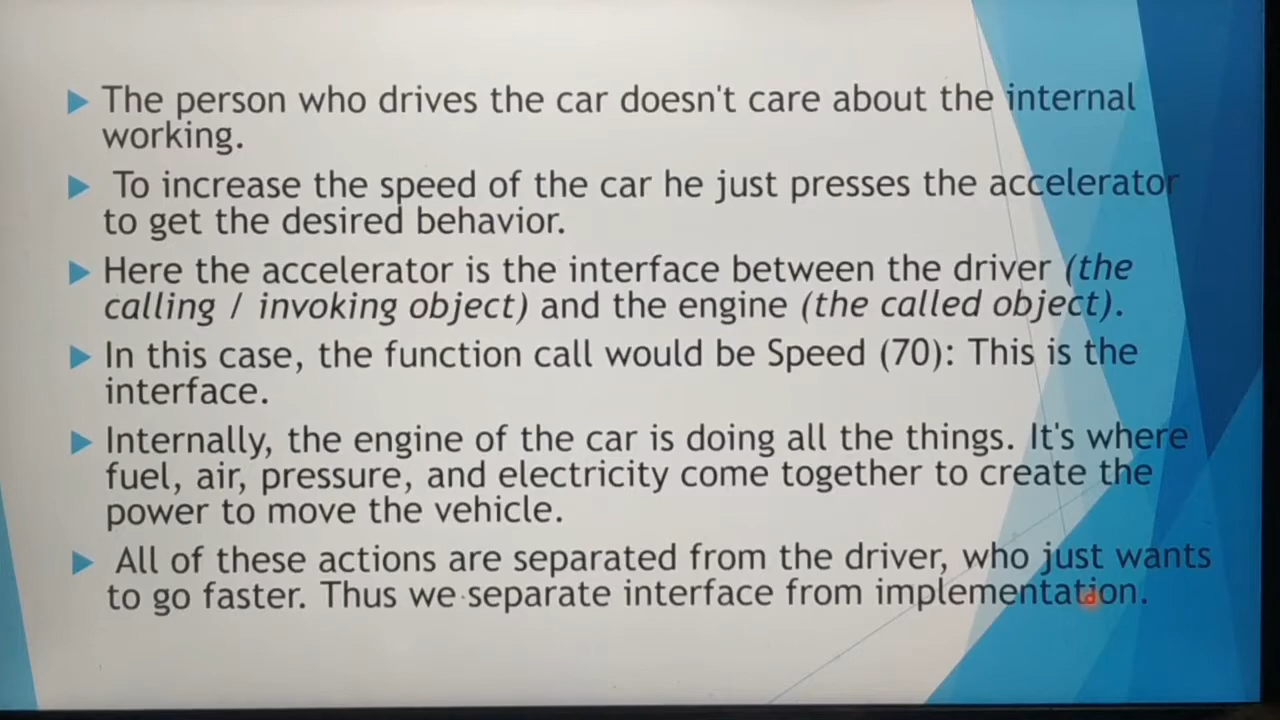 The person who drives the car doesn't care about the internal
working.
To increase the speed of the car he just presses the accelerator
to get the desired behavior.
Here the accelerator is the interface between the driver (the
calling / invoking object) and the engine (the called object).
In this case, the function call would be Speed (70): This is the
interface.
Internally, the engine of the car is doing all the things. It's where
fuel, air, pressure, and electricity come together to create the
power to move the vehicle.
All of these actions are separated from the driver, who just wants
to go faster. Thus we separate interface from implementation.